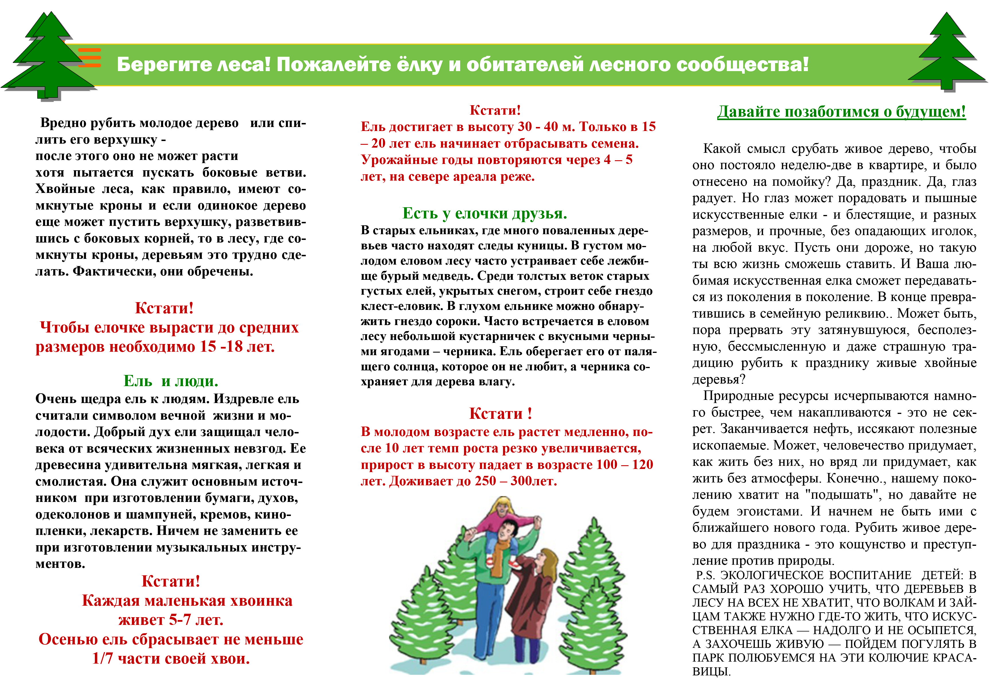 Берегите леса! Пожалейте ёлку и обитателей лесного сообщества!
Вредно рубить молодое дерево или спи-
лить его верхушку -
после этого оно не может расти
хотя пытается пускать боковые ветви.
Хвойные леса, как правило, имеют со-
мкнутые кроны и если одинокое дерево
еще может пустить верхушку, разветвив-
шись с боковых корней, то в лесу, где со-
мкнуты кроны, деревьям это трудно сде-
лать. Фактически, они обречены.
Кстати!
Чтобы елочке вырасти до средних
размеров необходимо 15 -18 лет.
Ель и люди.
Очень щедра ель к людям. Издревле ель
считали символом вечной жизни и мо-
лодости. Добрый дух ели защищал чело-
века от всяческих жизненных невзгод. Ее
древесина удивительна мягкая, легкая и
смолистая. Она служит основным источ-
ником при изготовлении бумаги, духов,
одеколонов и шампуней, кремов, кино-
пленки, лекарств. Ничем не заменить ее
при изготовлении музыкальных инстру-
ментов.
Кстати!
Каждая маленькая хвоинка
живет 5-7 лет.
Осенью ель сбрасывает не меньше
1/7 части своей хвои.
Кстати!
Ель достигает в высоту 30 - 40 м. Только в 15
– 20 лет ель начинает отбрасывать семена.
Урожайные годы повторяются через 4 – 5
лет, на севере ареала реже.
Есть у елочки друзья.
В старых ельниках, где много поваленных дере-
вьев часто находят следы куницы. В густом мо-
лодом еловом лесу часто устраивает себе лежби-
ще бурый медведь. Среди толстых веток старых
густых елей, укрытых снегом, строит себе гнездо
клест-еловик. В глухом ельнике можно обнару-
жить гнездо сороки. Часто встречается в еловом
лесу небольшой кустарничек с вкусными черны-
ми ягодами – черника. Ель оберегает его от паля-
щего солнца, которое он не любит, а черника со-
храняет для дерева влагу.
Кстати !
В молодом возрасте ель растет медленно, по-
сле 10 лет темп роста резко увеличивается,
прирост в высоту падает в возрасте 100 – 120
лет. Доживает до 250 – 300лет.
Давайте позаботимся о будущем!
Какой смысл срубать живое дерево, чтобы
оно постояло неделю-две в квартире, и было
отнесено на помойку? Да, праздник. Да, глаз
радует. Но глаз может порадовать и пышные
искусственные елки - и блестящие, и разных
размеров, и прочные, без опадающих иголок,
на любой вкус. Пусть они дороже, но такую
ты всю жизнь сможешь ставить. И Ваша лю-
бимая искусственная елка сможет передавать-
ся из поколения в поколение. В конце превра-
тившись в семейную реликвию.. Может быть,
пора прервать эту затянувшуюся, бесполез-
ную, бессмысленную и даже страшную тра-
дицию рубить к празднику живые хвойные
деревья?
Природные ресурсы исчерпываются намно-
го быстрее, чем накапливаются - это не сек-
рет. Заканчивается нефть, иссякают полезные
ископаемые. Может, человечество придумает,
как жить без них, но вряд ли придумает, как
жить без атмосферы. Конечно., нашему поко-
лению хватит на "подышать", но давайте не
будем эгоистами. И начнем не быть ими с
ближайшего нового года. Рубить живое дере-
во для праздника - это кощунство и преступ-
ление против природы.
P.S. ЭКОЛОГИЧЕСКОЕ ВОСПИТАНИЕ ДЕТЕЙ: В
САМЫЙ РАЗ ХОРОШО УЧИТЬ, ЧТО ДЕРЕВЬЕВ В
ЛЕСУ НА ВСЕХ НЕ ХВАТИТ, ЧТО ВОЛКАМ И ЗАЙ-
ЦАМ ТАКЖЕ НУЖНО ГДЕ-ТО ЖИТЬ, ЧТО ИСКУС-
СТВЕННАЯ ЕЛКА — НАДОЛГО И НЕ ОСЫПЕТСЯ,
А ЗАХОЧЕШЬ ЖИВУЮ — ПОЙДЕМ ПОГУЛЯТЬ В
ПАРК ПОЛЮБУЕМСЯ НА ЭТИ КОЛЮЧИЕ КРАСА-
ВИЦЫ.